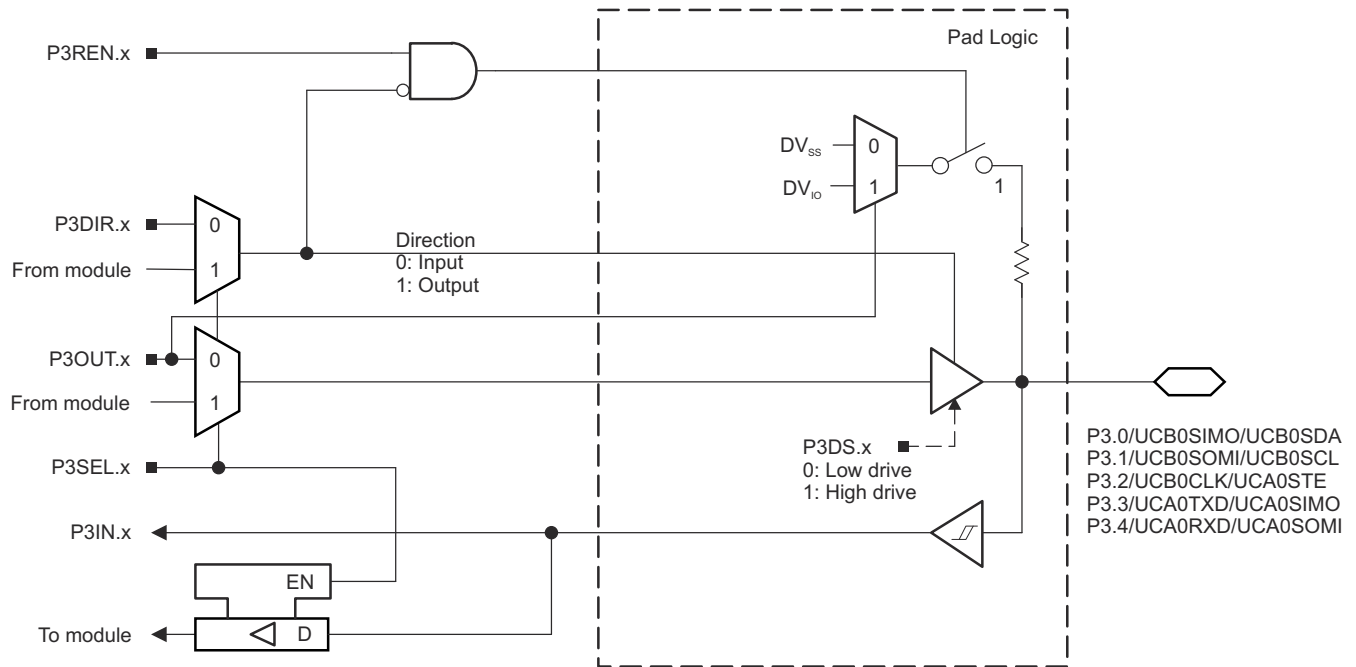 Pad Logic
P3REN.x
DVSS
0
DVIO
1
1
P3DIR.x
0
From module
1
Direction
0: Input
1: Output
P3OUT.x
0
From module
1
P3DS.x
0: Low drive
1: High drive
P3.0/UCB0SIMO/UCB0SDA
P3.1/UCB0SOMI/UCB0SCL
P3.2/UCB0CLK/UCA0STE
P3.3/UCA0TXD/UCA0SIMO
P3.4/UCA0RXD/UCA0SOMI
P3SEL.x
P3IN.x
EN
To module
D